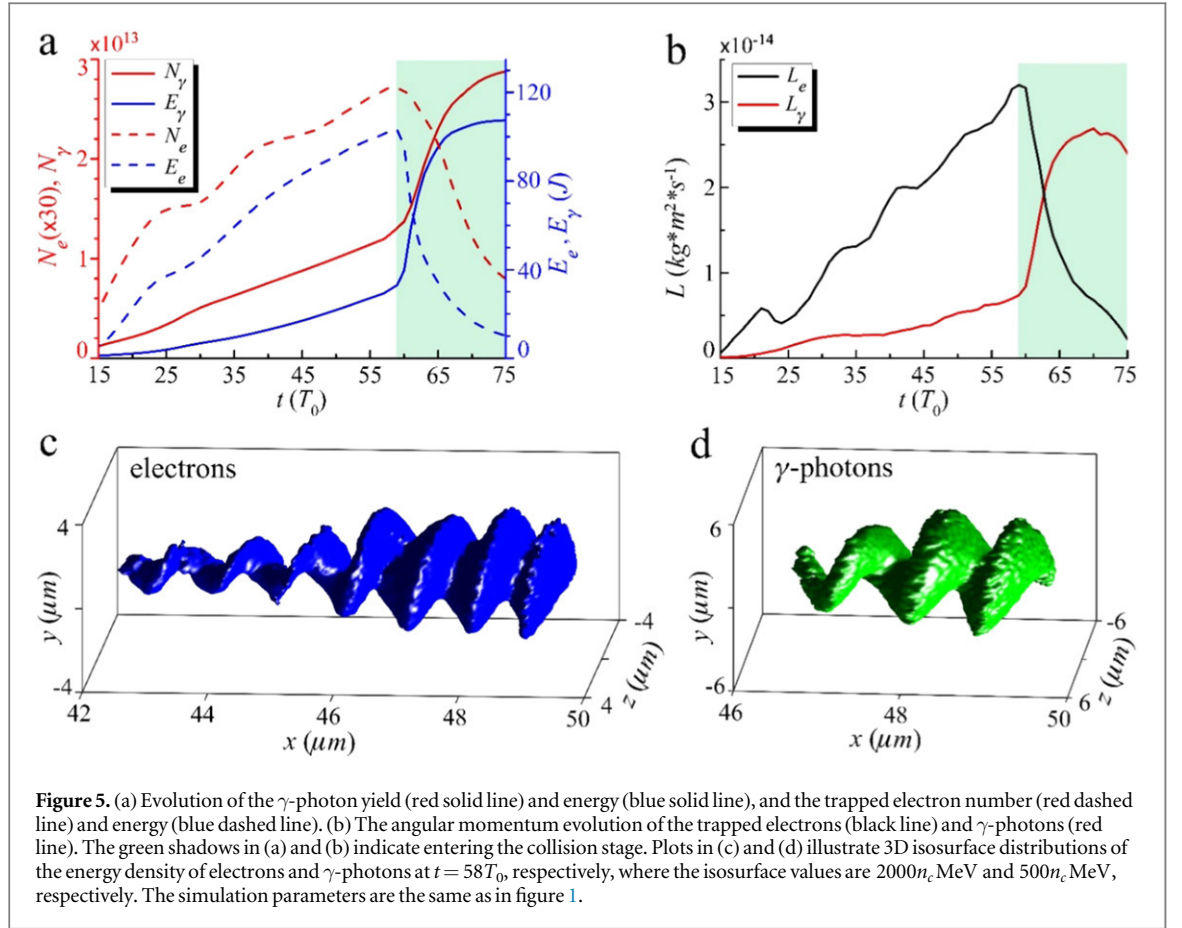 a
x10^13
N_γ
E_γ
N_e
E_e
3
2
1
0
N_e(x30), N_γ
120
80
40
0
E_e, E_γ (J)
15 25 35 45 55 65 75
t (T_0)
b
x10^-14
L_e
L_γ
3
2
1
0
L (kg*m^2*s^-1)
15 25 35 45 55 65 75
t (T_0)
c
electrons
4
-4
y (μm)
42 44 46 48 50
x (μm)
-4
4
z (μm)
d
γ-photons
6
-6
y (μm)
46 48 50
x (μm)
-6
6
z (μm)
Figure 5. (a) Evolution of the γ-photon yield (red solid line) and energy (blue solid line), and the trapped electron number (red dashed
line) and energy (blue dashed line). (b) The angular momentum evolution of the trapped electrons (black line) and γ-photons (red
line). The green shadows in (a) and (b) indicate entering the collision stage. Plots in (c) and (d) illustrate 3D isosurface distributions of
the energy density of electrons and γ-photons at t = 58T_0, respectively, where the isosurface values are 2000n_c MeV and 500n_c MeV,
respectively. The simulation parameters are the same as in figure 1.